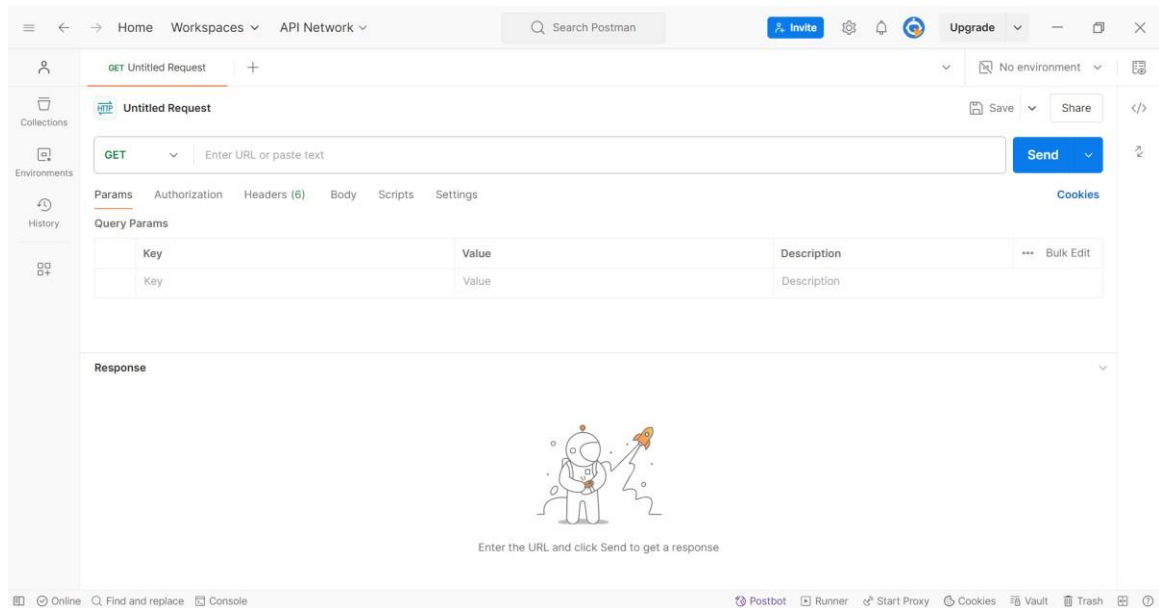 Home Workspaces API Network Search Postman Invite Upgrade
GET Untitled Request No environment
HTTP Untitled Request Save Share
Collections
GET Enter URL or paste text Send
Environments
Params Authorization Headers (6) Body Scripts Settings Cookies
History
Query Params
Key Value Description Bulk Edit
Key Value Description
Response
Enter the URL and click Send to get a response
Online Find and replace Console Postbot Runner Start Proxy Cookies Vault Trash